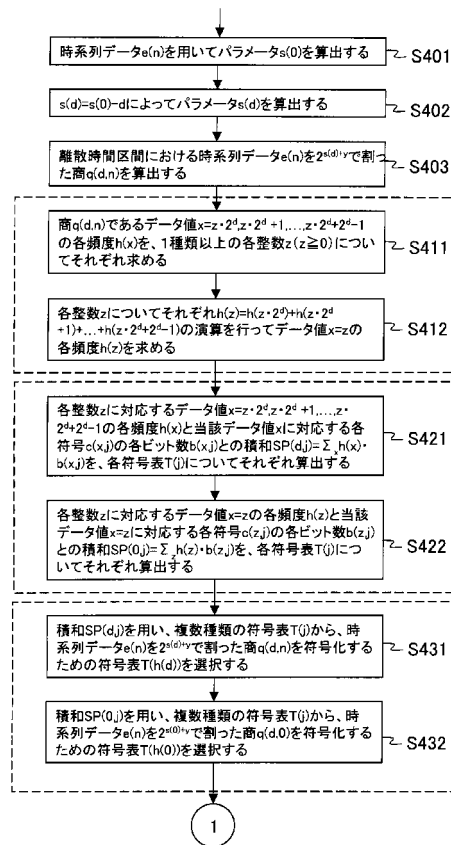 時系列データe(n)を用いてパラメータs(0)を算出する
S401
s(d)=s(0)-dによってパラメータs(d)を算出する
S402
離散時間区間における時系列データe(n)を2^{s(d)+y}で割っ
た商q(d,n)を算出する
S403
商q(d,n)であるデータ値x=z・2^d,z・2^d +1,...,z・2^d+2^d-1
の各頻度h(x)を、1種類以上の各整数z(z≧0)につい
てそれぞれ求める
S411
各整数zについてそれぞれh(z)=h(z・2^d)+h(z・2^d
+1)+...+h(z・2^d+2^d-1)の演算を行ってデータ値x=zの
各頻度h(z)を求める
S412
各整数zに対応するデータ値x=z・2^d,z・2^d +1,...,z・
2^d+2^d-1の各頻度h(x)と当該データ値xに対応する各
符号c(x,j)の各ビット数b(x,j)との積和SP(d,j)=Σ_x h(x)・
b(x,j)を、各符号表T(j)についてそれぞれ算出する
S421
各整数zに対応するデータ値x=zの各頻度h(z)と当該
データ値x=zに対応する各符号c(z,j)の各ビット数b(z,j)
との積和SP(0,j)=Σ_z h(z)・b(z,j)を、各符号表T(j)につ
いてそれぞれ算出する
S422
積和SP(d,j)を用い、複数種類の符号表T(j)から、時
系列データe(n)を2^{s(d)+y}で割った商q(d,n)を符号化する
ための符号表T(h(d))を選択する
S431
積和SP(0,j)を用い、複数種類の符号表T(j)から、時
系列データe(n)を2^{s(0)+y}で割った商q(d,0)を符号化する
ための符号表T(h(0))を選択する
S432
1